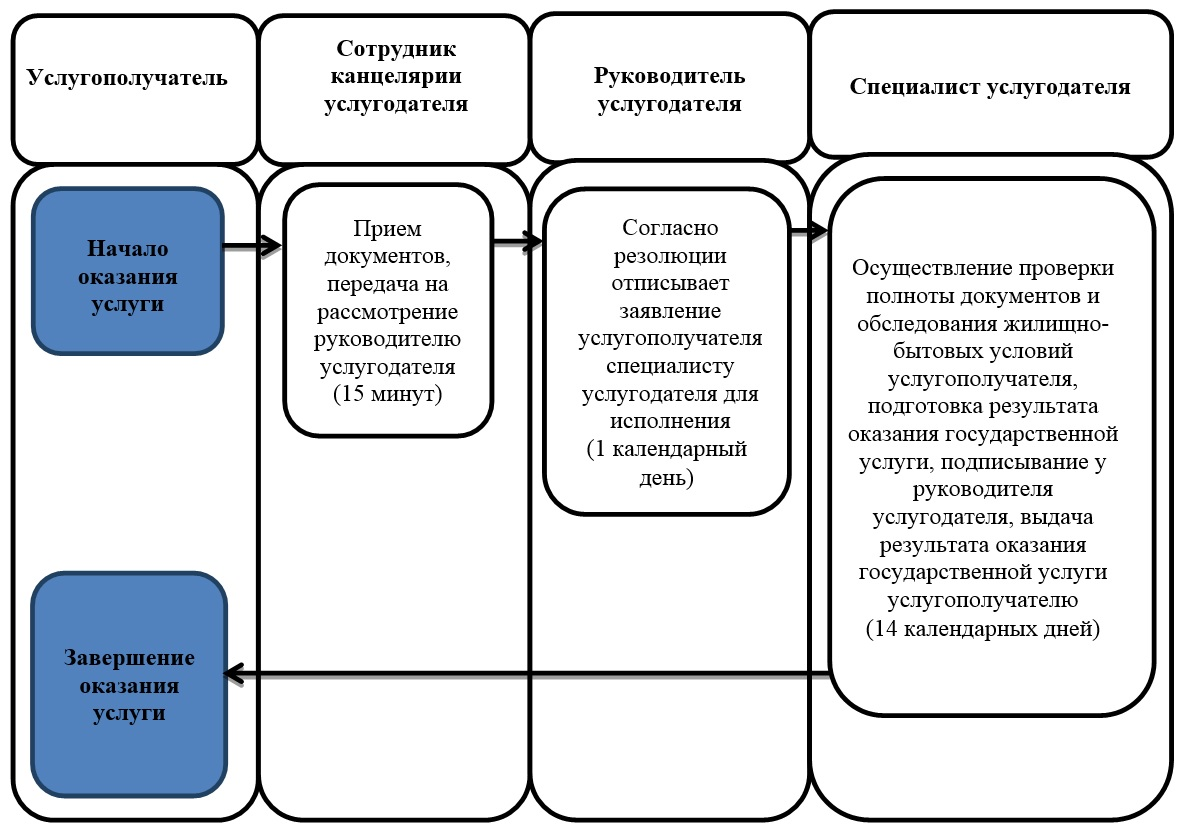 Услугополучатель
Сотрудник
канцелярии
услугодателя
Руководитель
услугодателя
Специалист услугодателя
Начало
оказания
услуги
Прием
документов,
передача на
рассмотрение
руководителю
услугодателя
(15 минут)
Согласно
резолюции
отписывает
заявление
услугополучателя
специалисту
услугодателя для
исполнения
(1 календарный
день)
Осуществление проверки
полноты документов и
обследования жилищно-
бытовых условий
услугополучателя,
подготовка результата
оказания государственной
услуги, подписывание у
руководителя
услугодателя, выдача
результата оказания
государственной услуги
услугополучателю
(14 календарных дней)
Завершение
оказания
услуги